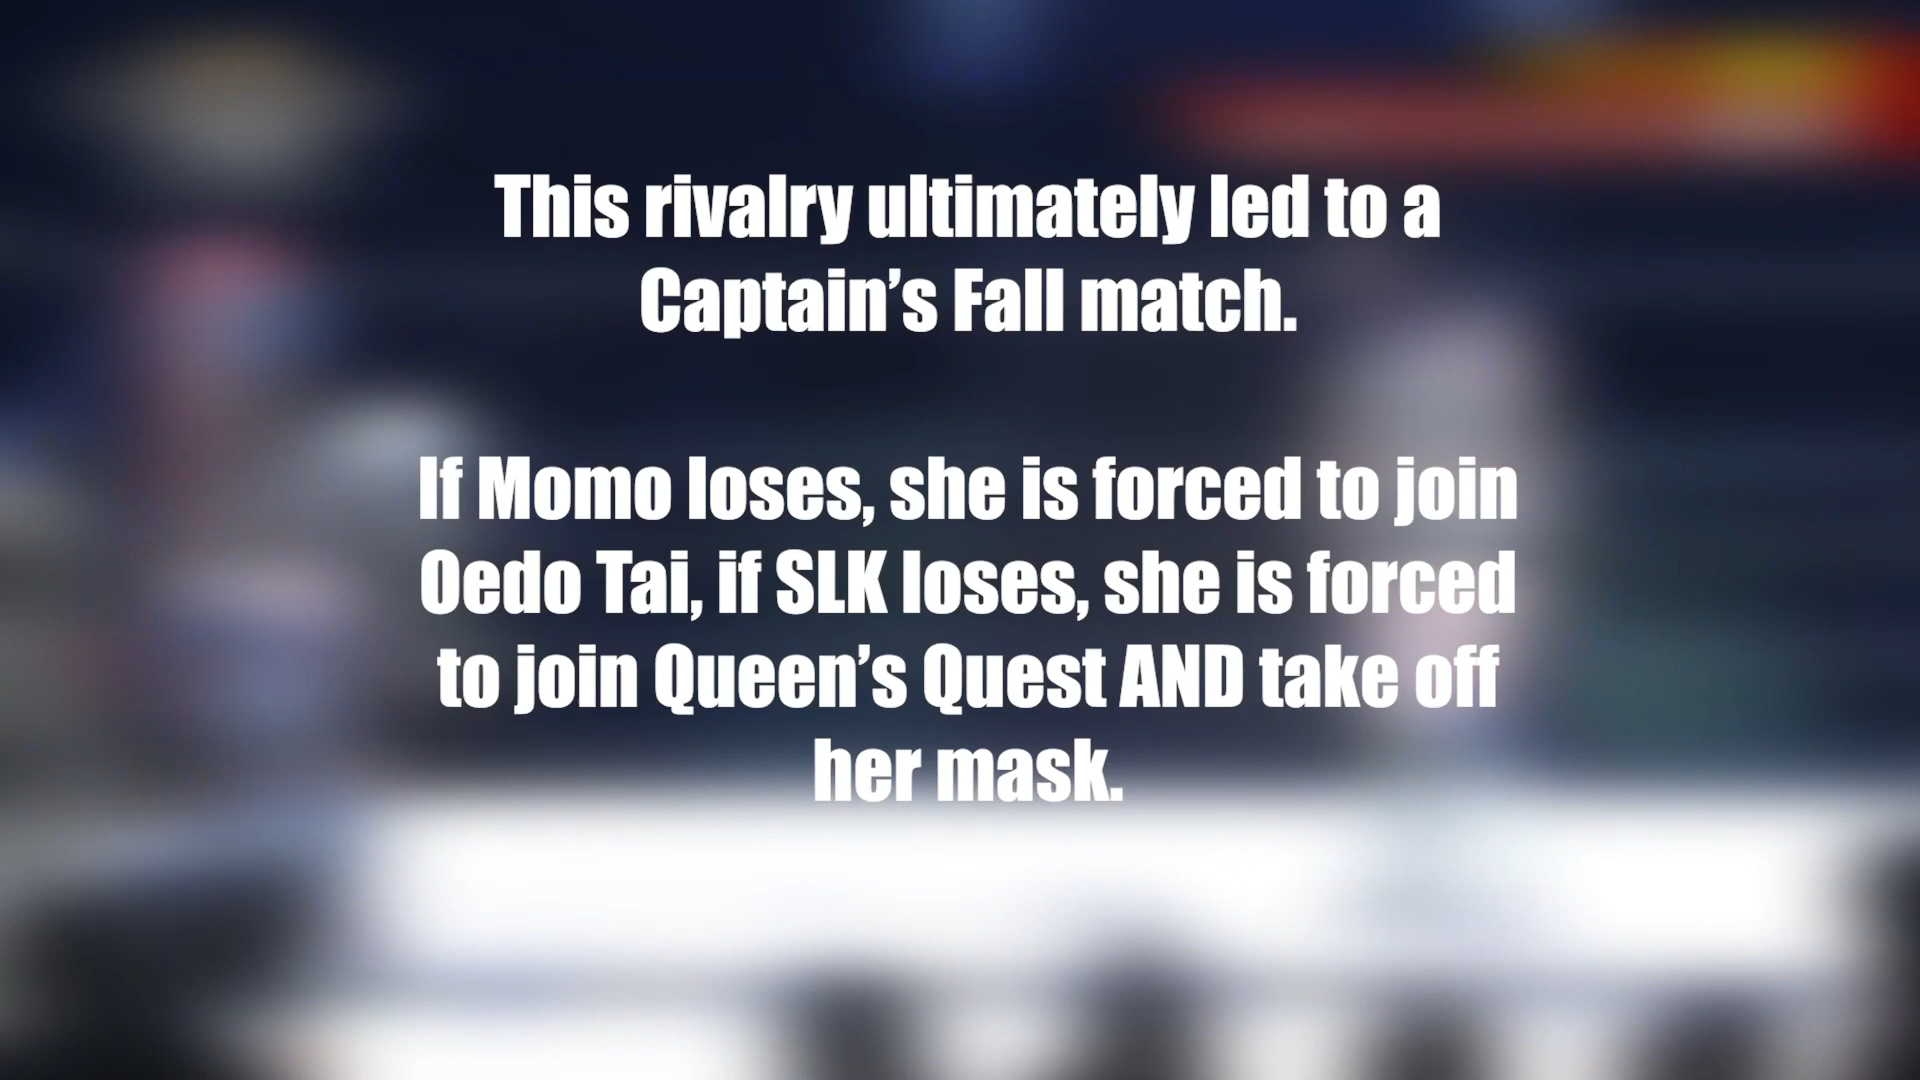 This rivalry ultimately led to a
Captain’s Fall match.
If Momo loses, she is forced to join
Oedo Tai, if SLK loses, she is forced
to join Queen’s Quest AND take off
her mask.